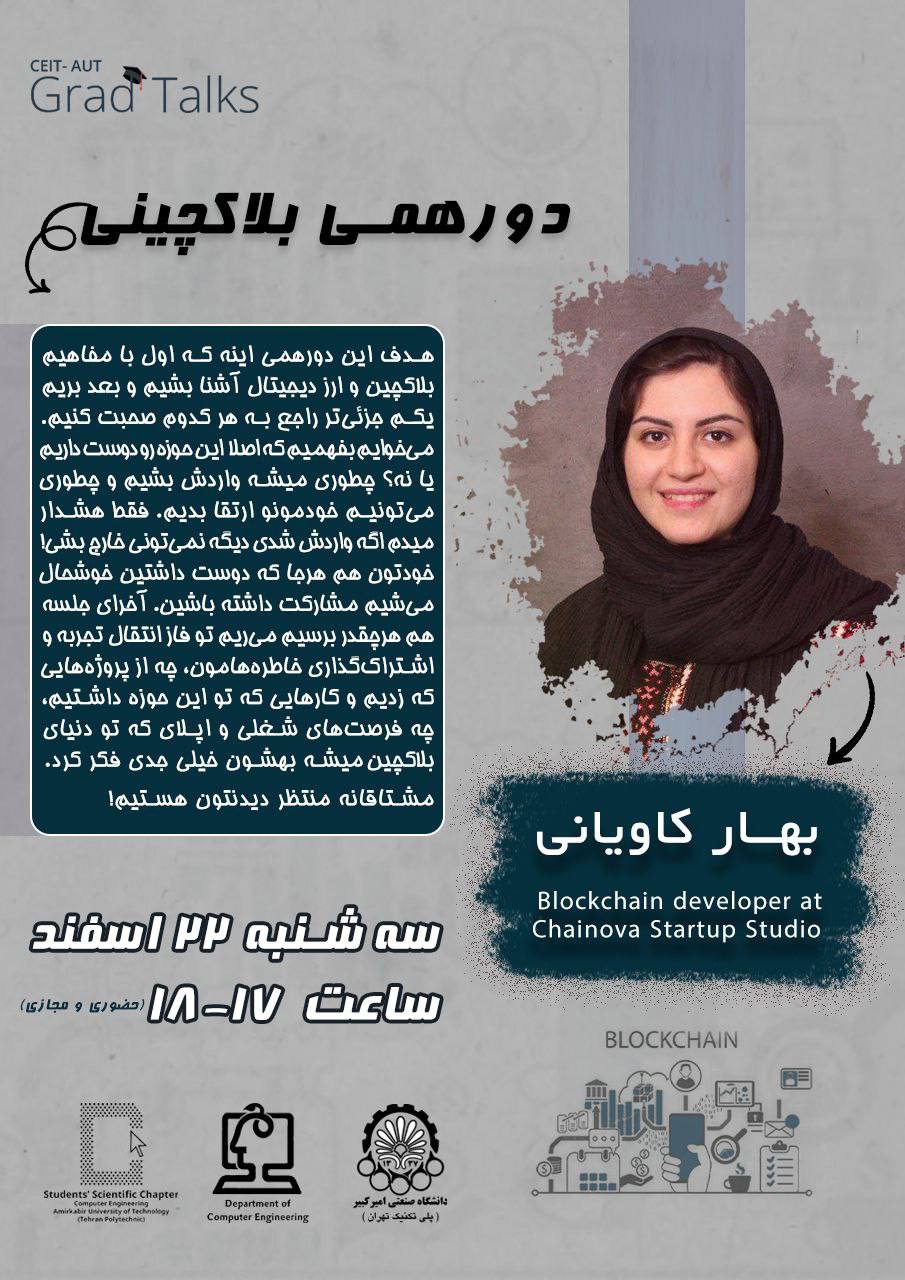 CEIT- AUT
Grad Talks
دورهمی بلاکچینی
هدف این دورهمی اینه که اول با مفاهیم
بلاکچین و ارز دیجیتال آشنا بشیم و بعد بریم
یکم جزئی‌تر راجع به هر کدوم صحبت کنیم.
می‌خوایم بفهمیم که اصلا این حوزه رو دوست داریم
یا نه؟ چطوری میشه واردش بشیم و چطوری
می‌تونیم خودمونو ارتقا بدیم. فقط هشدار
میدم اگه واردش شدی دیگه نمی‌تونی خارج بشی!
خودتون هم هرجا که دوست داشتین خوشحال
می‌شیم مشارکت داشته باشین. آخرای جلسه
هم هرچقدر برسیم می‌ریم تو فاز انتقال تجربه و
اشتراک‌گذاری خاطره‌هامون، چه از پروژه‌هایی
که زدیم و کارهایی که تو این حوزه داشتیم،
چه فرصت‌های شغلی و اپلای که تو دنیای
بلاکچین میشه بهشون خیلی جدی فکر کرد.
مشتاقانه منتظر دیدنتون هستیم!
بهار کاویانی
Blockchain developer at
Chainova Startup Studio
سه شنبه ۲۲ اسفند
ساعت ۱۷-۱۸ (حضوری و مجازی)
BLOCKCHAIN
Students' Scientific Chapter
Computer Engineering
Amirkabir University of Technology
(Tehran Polytechnic)
Department of
Computer Engineering
۱۳۳۷
دانشگاه صنعتی امیرکبیر
(پلی تکنیک تهران)